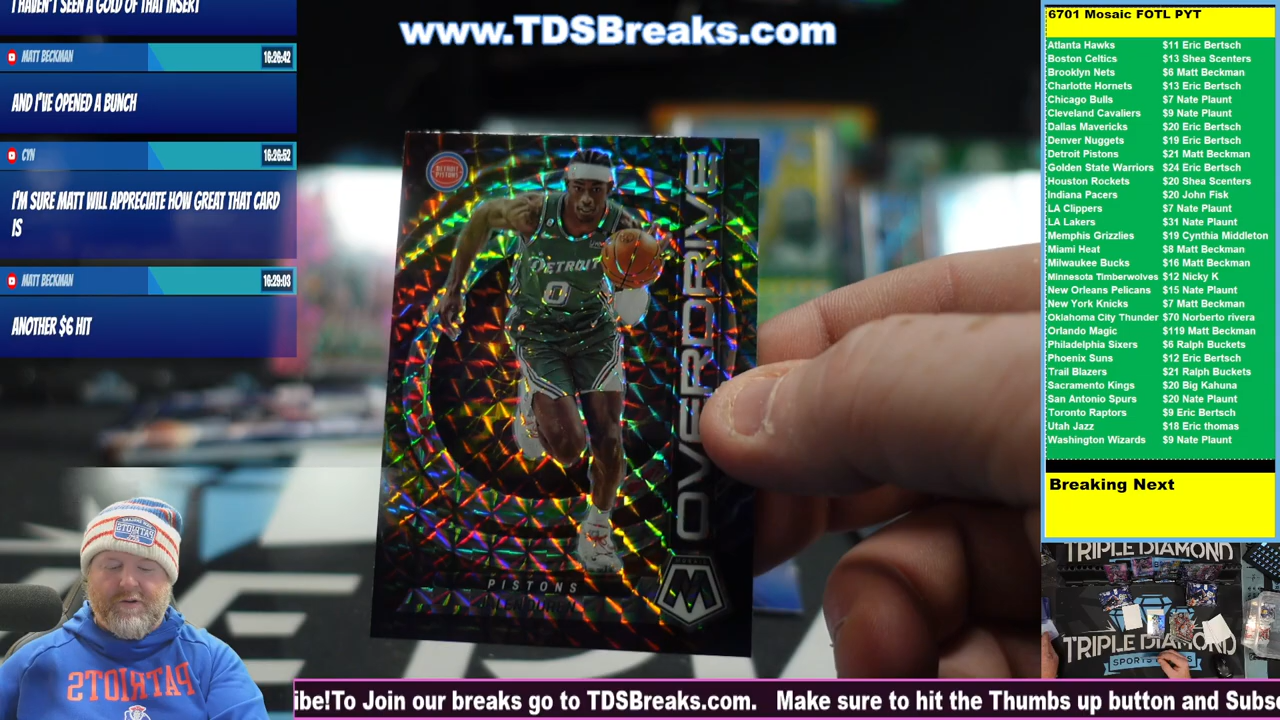 I HAVEN'T SEEN A GOLD OF THAT INSERT
MATT BECKMAN 16:26:42
AND I'VE OPENED A BUNCH
CYN 16:26:52
I'M SURE MATT WILL APPRECIATE HOW GREAT THAT CARD
IS
MATT BECKMAN 16:29:03
ANOTHER $6 HIT
www.TDSBreaks.com
DETROIT
PISTONS
DETROIT
0
OVERDRIVE
PISTONS
JALEN DUREN
MOSAIC
M
6701 Mosaic FOTL PYT
Atlanta Hawks $11 Eric Bertsch
Boston Celtics $13 Shea Scenters
Brooklyn Nets $6 Matt Beckman
Charlotte Hornets $13 Eric Bertsch
Chicago Bulls $7 Nate Plaunt
Cleveland Cavaliers $9 Nate Plaunt
Dallas Mavericks $20 Eric Bertsch
Denver Nuggets $19 Eric Bertsch
Detroit Pistons $21 Matt Beckman
Golden State Warriors $24 Eric Bertsch
Houston Rockets $20 Shea Scenters
Indiana Pacers $20 John Fisk
LA Clippers $7 Nate Plaunt
LA Lakers $31 Nate Plaunt
Memphis Grizzlies $19 Cynthia Middleton
Miami Heat $8 Matt Beckman
Milwaukee Bucks $16 Matt Beckman
Minnesota Timberwolves $12 Nicky K
New Orleans Pelicans $15 Nate Plaunt
New York Knicks $7 Matt Beckman
Oklahoma City Thunder $70 Norberto rivera
Orlando Magic $119 Matt Beckman
Philadelphia Sixers $6 Ralph Buckets
Phoenix Suns $12 Eric Bertsch
Trail Blazers $21 Ralph Buckets
Sacramento Kings $20 Big Kahuna
San Antonio Spurs $20 Nate Plaunt
Toronto Raptors $9 Eric Bertsch
Utah Jazz $18 Eric thomas
Washington Wizards $9 Nate Plaunt
Breaking Next
TRIPLE DIAMOND
TRIPLE DIAMOND
PATRIOTS
PATRIOTS
ibe!To Join our breaks go to TDSBreaks.com. Make sure to hit the Thumbs up button and Subs